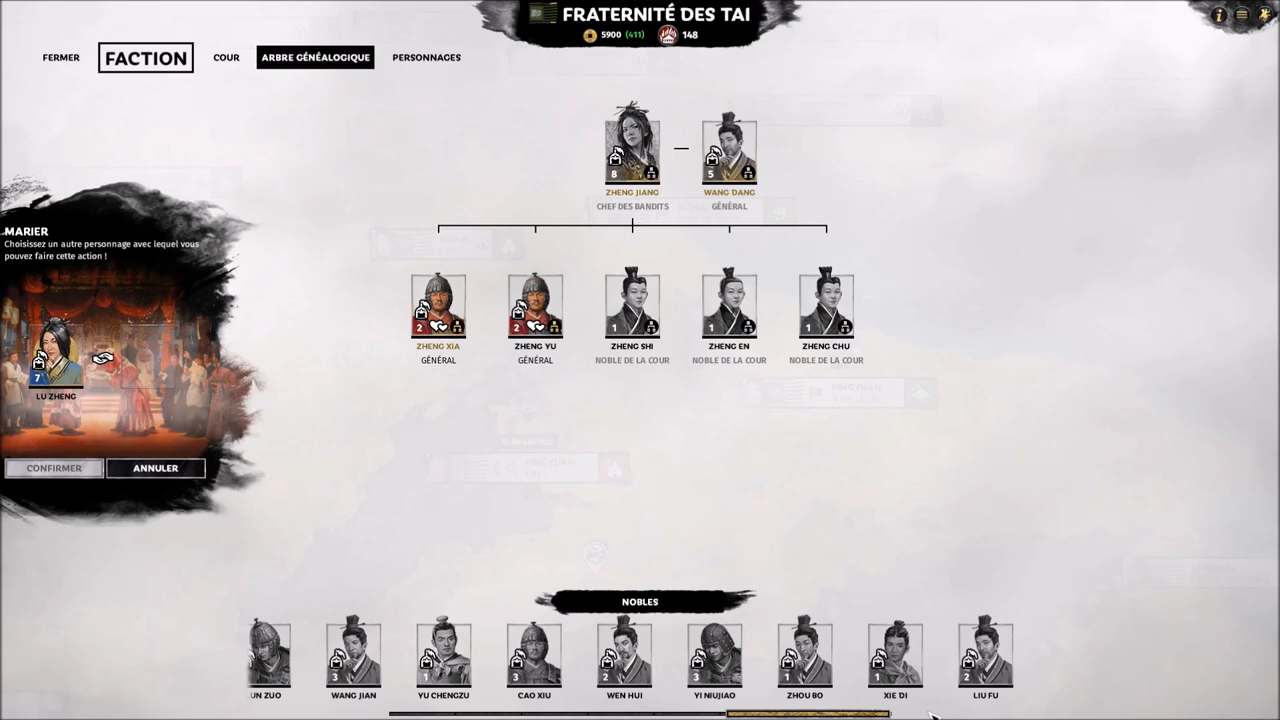 FRATERNITÉ DES TAI
5900 (411) 148
FERMER FACTION COUR ARBRE GÉNÉALOGIQUE PERSONNAGES
8 5
ZHENG JIANG WANG DANG
CHEF DES BANDITS GÉNÉRAL
MARIER
Choisissez un autre personnage avec lequel vous
pouvez faire cette action !
2 2 1 1 1
ZHENG XIA ZHENG YU ZHENG SHI ZHENG EN ZHENG CHU
GÉNÉRAL GÉNÉRAL NOBLE DE LA COUR NOBLE DE LA COUR NOBLE DE LA COUR
7
LU ZHENG
CONFIRMER ANNULER
PINGYUAN
NOBLES
3 1 3 2 3 1 1 2
UN ZUO WANG JIAN YU CHENGZU CAO XIU WEN HUI YI NIUJIAO ZHOU BO XIE DI LIU FU